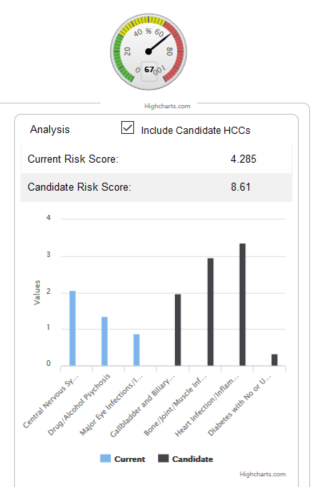 20
40
%
60
80
0
100
67
Highcharts.com
Analysis
Include Candidate HCCs
Current Risk Score: 4.285
Candidate Risk Score: 8.61
Values
4
3
2
1
0
Central Nervous Sy...
Drug/Alcohol Psychosis
Major Eye Infections/I...
Gallbladder and Biliary...
Bone/Joint/Muscle Inf...
Heart Infection/Inflam...
Diabetes with No or U...
Current Candidate
Highcharts.com